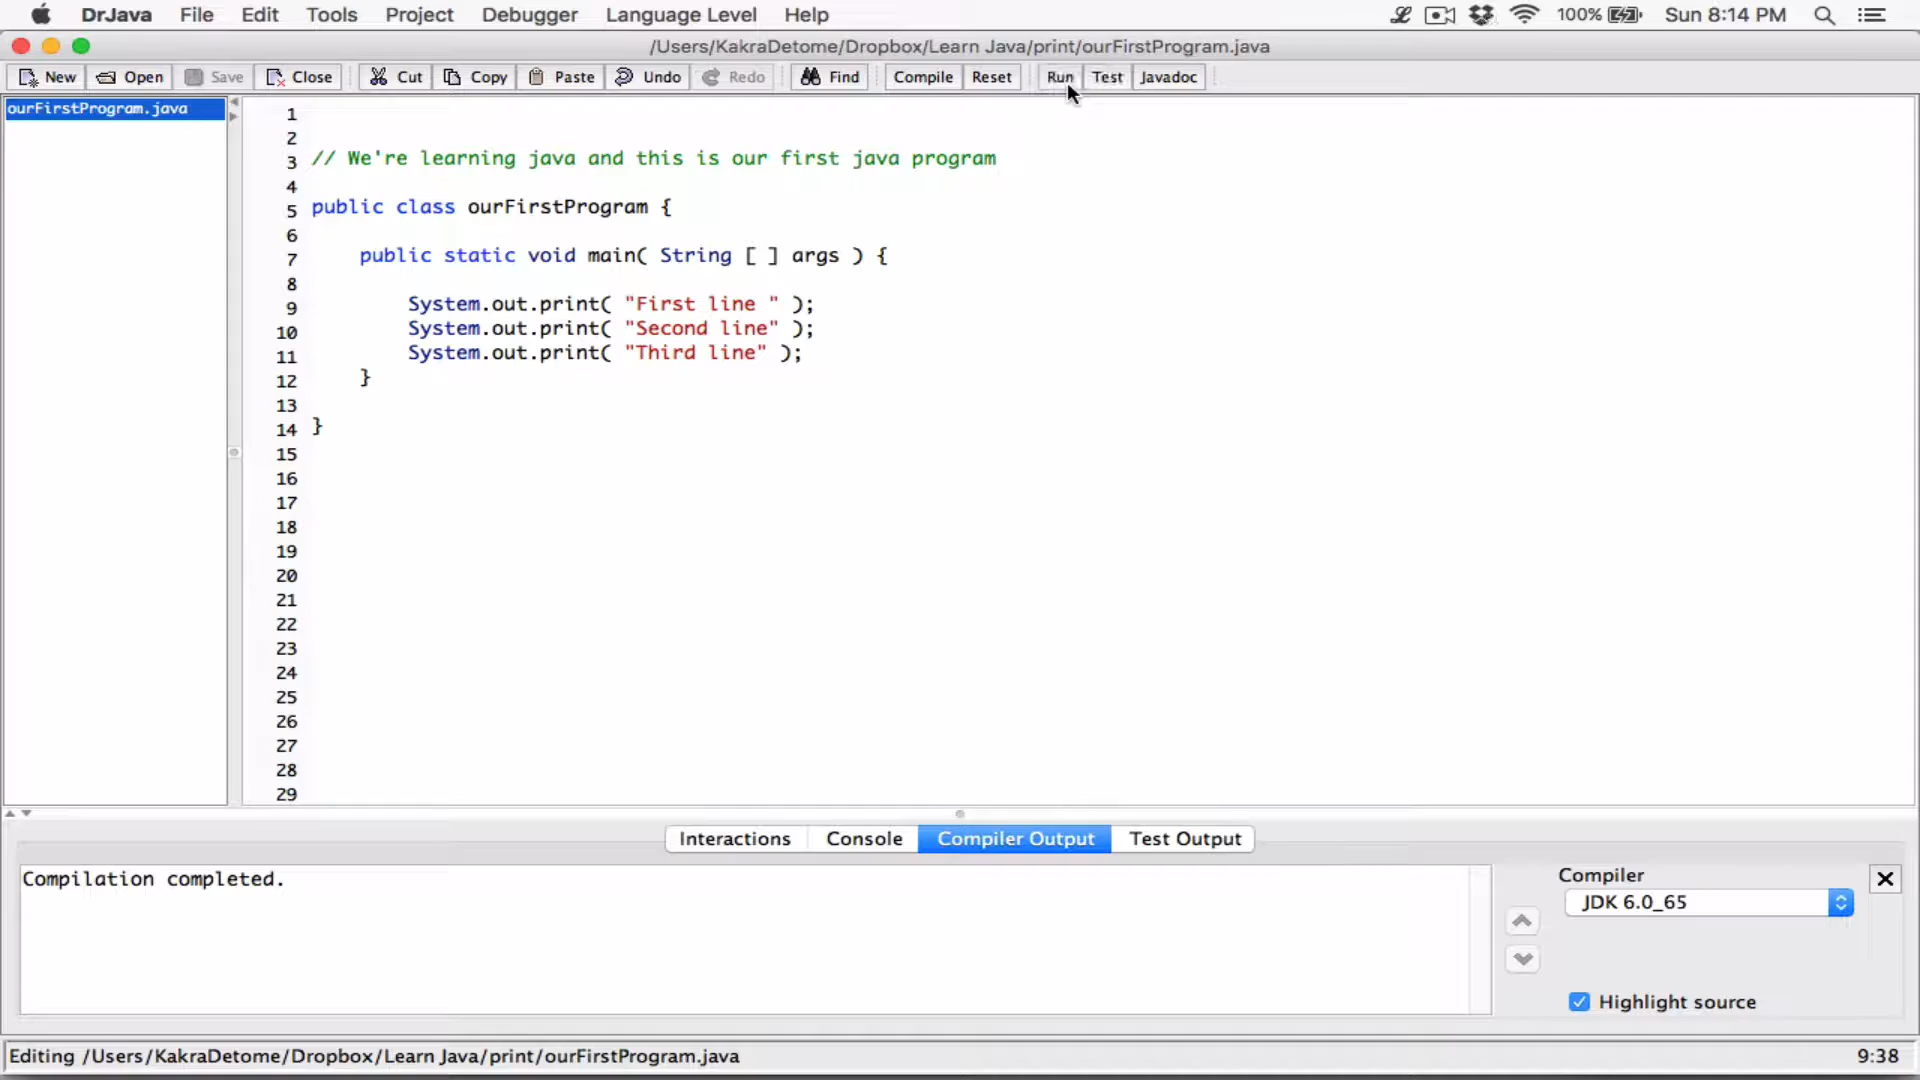 DrJava File Edit Tools Project Debugger Language Level Help 100% Sun 8:14 PM
/Users/KakraDetome/Dropbox/Learn Java/print/ourFirstProgram.java
New Open Save Close Cut Copy Paste Undo Redo Find Compile Reset Run Test Javadoc
ourFirstProgram.java
1
2
3 // We're learning java and this is our first java program
4
5 public class ourFirstProgram {
6
7 public static void main( String [ ] args ) {
8
9 System.out.print( "First line " );
10 System.out.print( "Second line" );
11 System.out.print( "Third line" );
12 }
13
14 }
15
16
17
18
19
20
21
22
23
24
25
26
27
28
29
Interactions Console Compiler Output Test Output
Compilation completed.
Compiler
JDK 6.0_65
Highlight source
Editing /Users/KakraDetome/Dropbox/Learn Java/print/ourFirstProgram.java 9:38